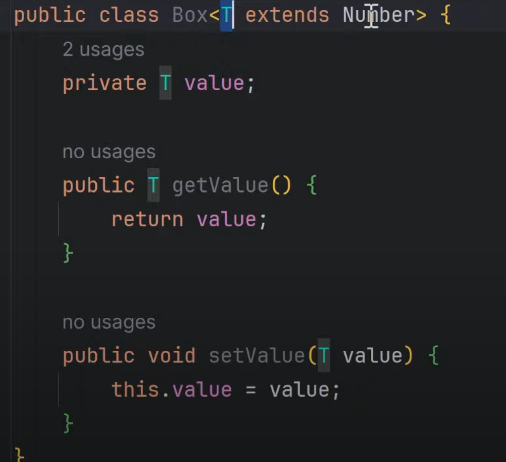 public class Box<T extends Number> {
2 usages
private T value;
no usages
public T getValue() {
return value;
}
no usages
public void setValue(T value) {
this.value = value;
}
}